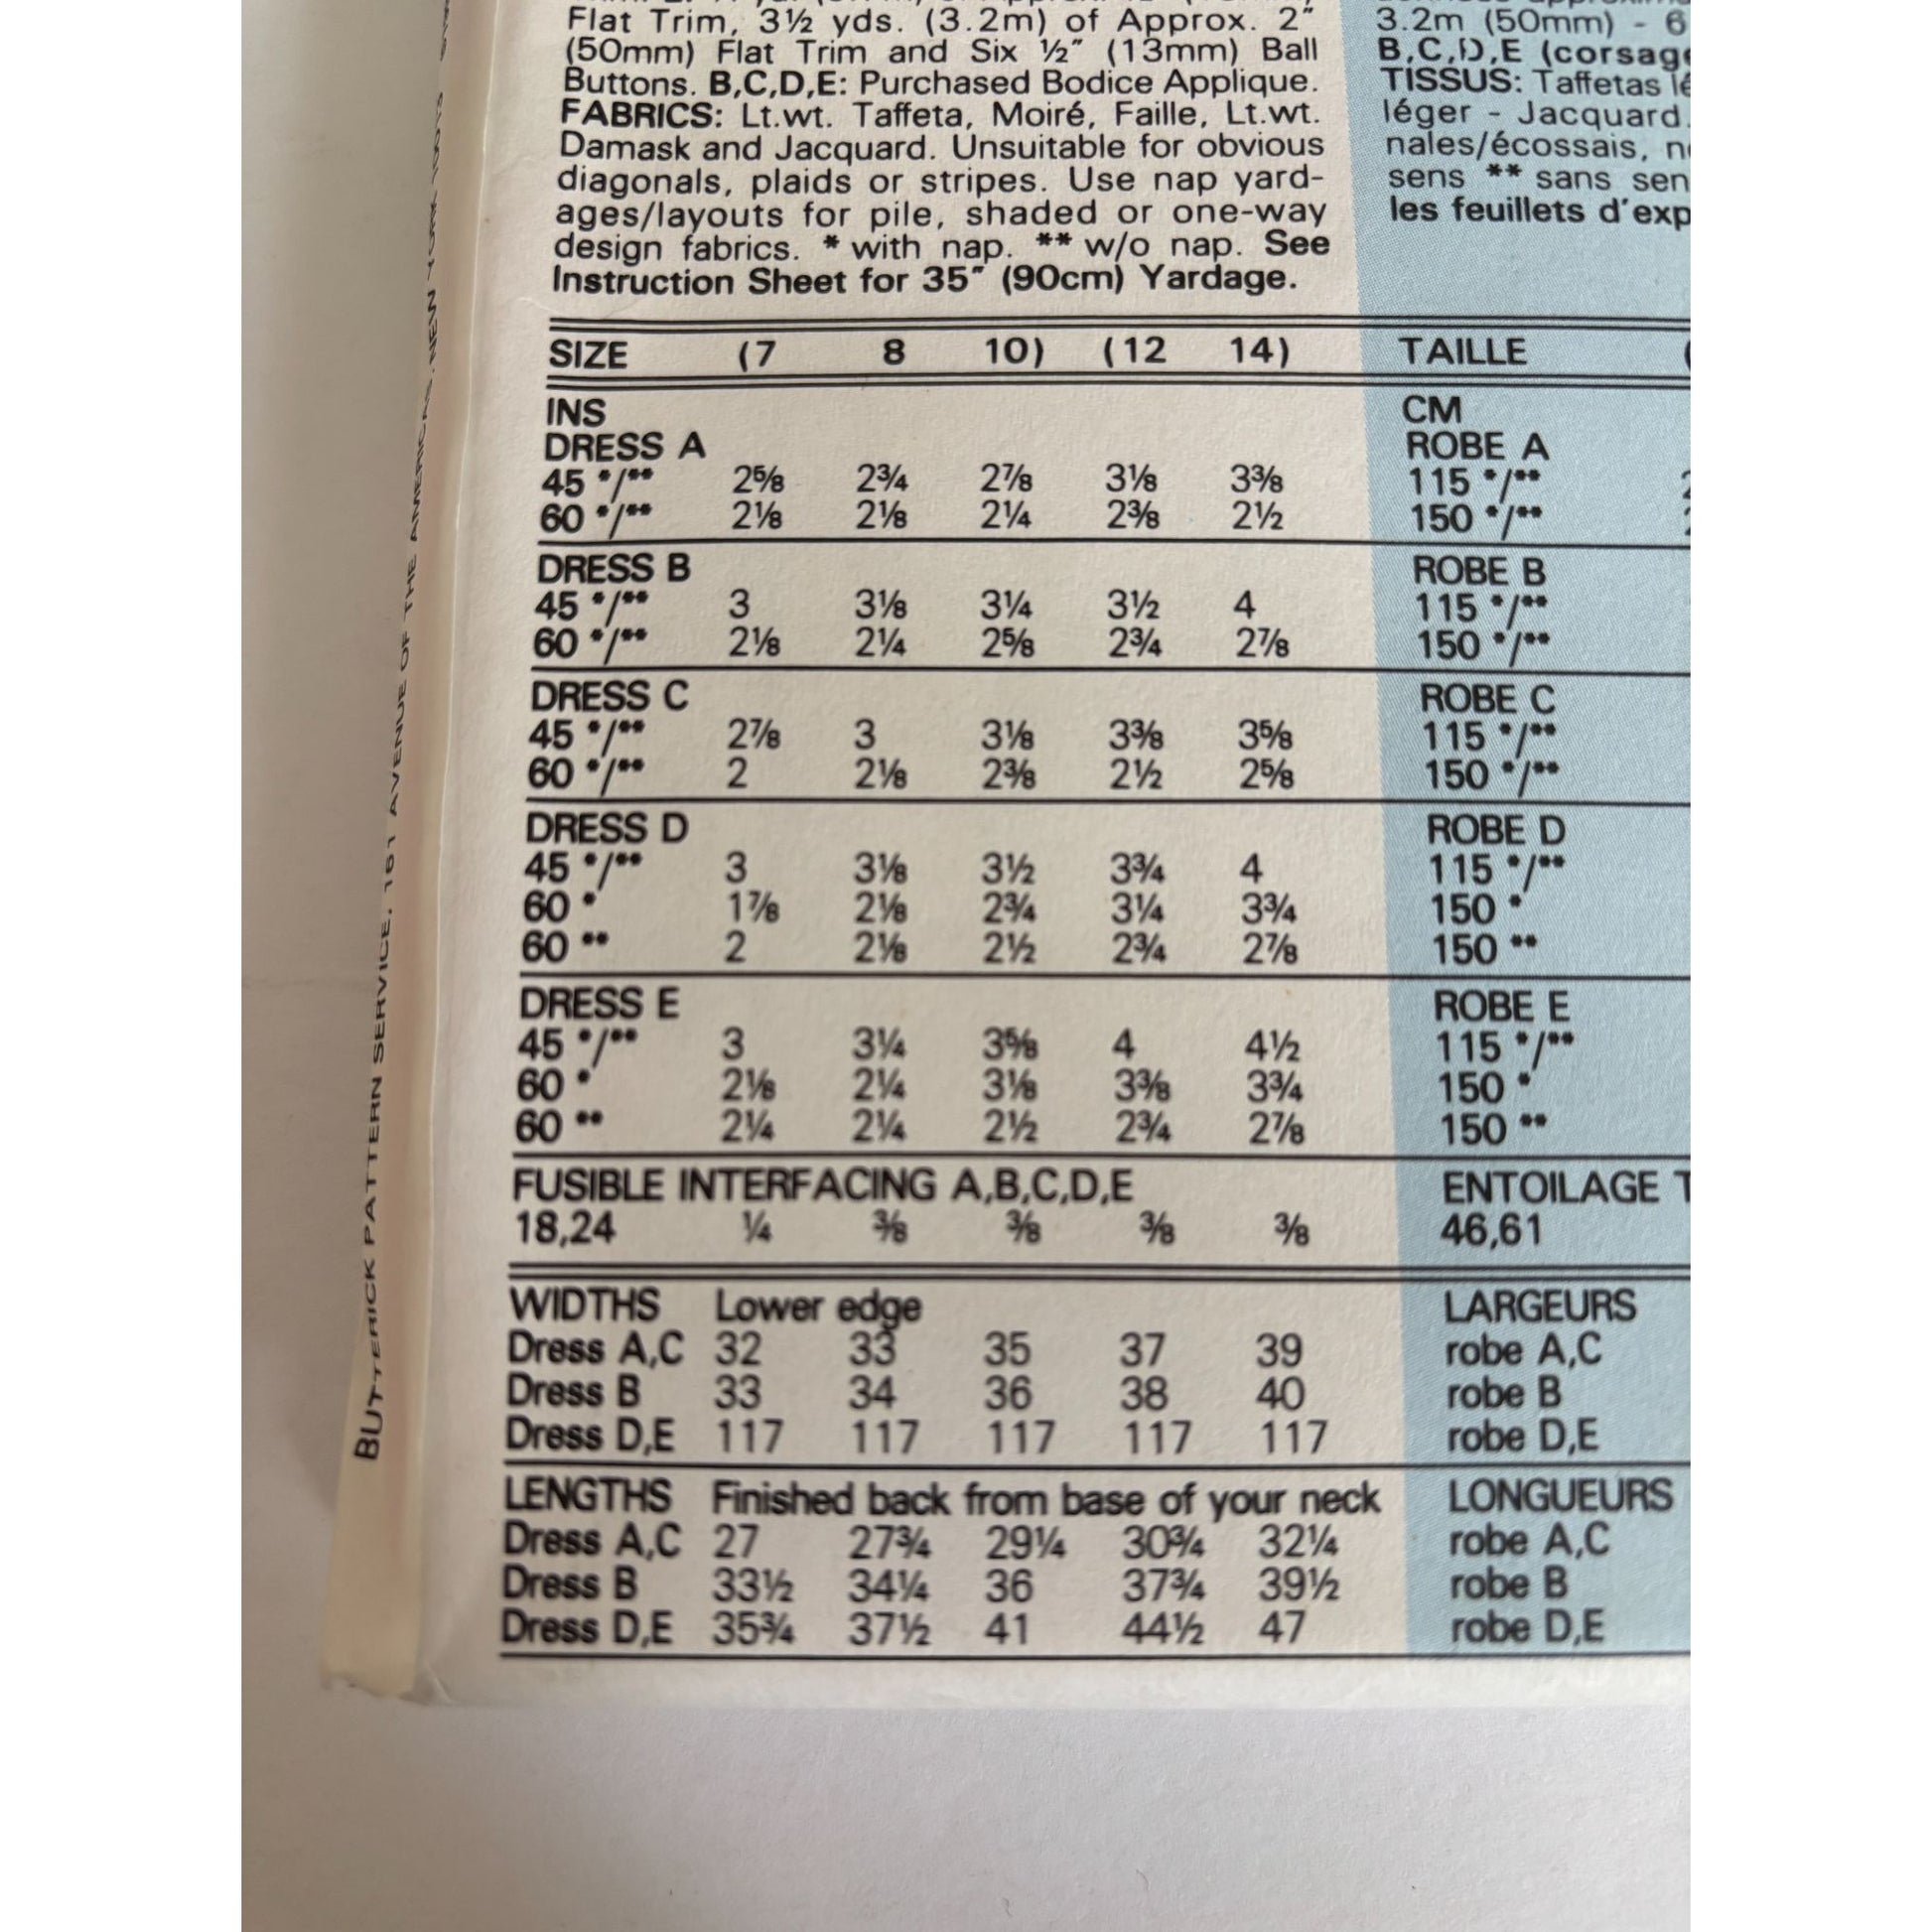 Flat Trim, 3½ yds. (3.2m) of Approx. 2″
(50mm) Flat Trim and Six ½″ (13mm) Ball
Buttons. B,C,D,E: Purchased Bodice Applique.
FABRICS: Lt.wt. Taffeta, Moiré, Faille, Lt.wt.
Damask and Jacquard. Unsuitable for obvious
diagonals, plaids or stripes. Use nap yard-
ages/layouts for pile, shaded or one-way
design fabrics. * with nap. ** w/o nap. See
Instruction Sheet for 35″ (90cm) Yardage.
SIZE (7 8 10) (12 14)
INS
DRESS A
45 */** 2⅝ 2¾ 2⅞ 3⅛ 3⅜
60 */** 2⅛ 2⅛ 2¼ 2⅜ 2½
DRESS B
45 */** 3 3⅛ 3¼ 3½ 4
60 */** 2⅛ 2¼ 2⅝ 2¾ 2⅞
DRESS C
45 */** 2⅞ 3 3⅛ 3⅜ 3⅝
60 */** 2 2⅛ 2⅜ 2½ 2⅝
DRESS D
45 */** 3 3⅛ 3½ 3¾ 4
60 * 1⅞ 2⅛ 2¾ 3¼ 3¾
60 ** 2 2⅛ 2½ 2¾ 2⅞
DRESS E
45 */** 3 3¼ 3⅝ 4 4½
60 * 2⅛ 2¼ 3⅛ 3⅜ 3¾
60 ** 2¼ 2¼ 2½ 2¾ 2⅞
FUSIBLE INTERFACING A,B,C,D,E
18,24 ¼ ⅜ ⅜ ⅜ ⅜
WIDTHS Lower edge
Dress A,C 32 33 35 37 39
Dress B 33 34 36 38 40
Dress D,E 117 117 117 117 117
LENGTHS Finished back from base of your neck
Dress A,C 27 27¾ 29¼ 30¾ 32¼
Dress B 33½ 34¼ 36 37¾ 39½
Dress D,E 35¾ 37½ 41 44½ 47
3.2m (50mm) - 6
B,C,D,E (corsage
TISSUS: Taffetas lé
léger - Jacquard.
nales/écossais, n
sens ** sans sen
les feuillets d'exp
TAILLE (
CM
ROBE A
115 */**
150 */**
ROBE B
115 */**
150 */**
ROBE C
115 */**
150 */**
ROBE D
115 */**
150 *
150 **
ROBE E
115 */**
150 *
150 **
ENTOILAGE T
46,61
LARGEURS
robe A,C
robe B
robe D,E
LONGUEURS
robe A,C
robe B
robe D,E
BUTTERICK PATTERN SERVICE, 161 AVENUE OF THE AMERICAS, NEW YORK 10013